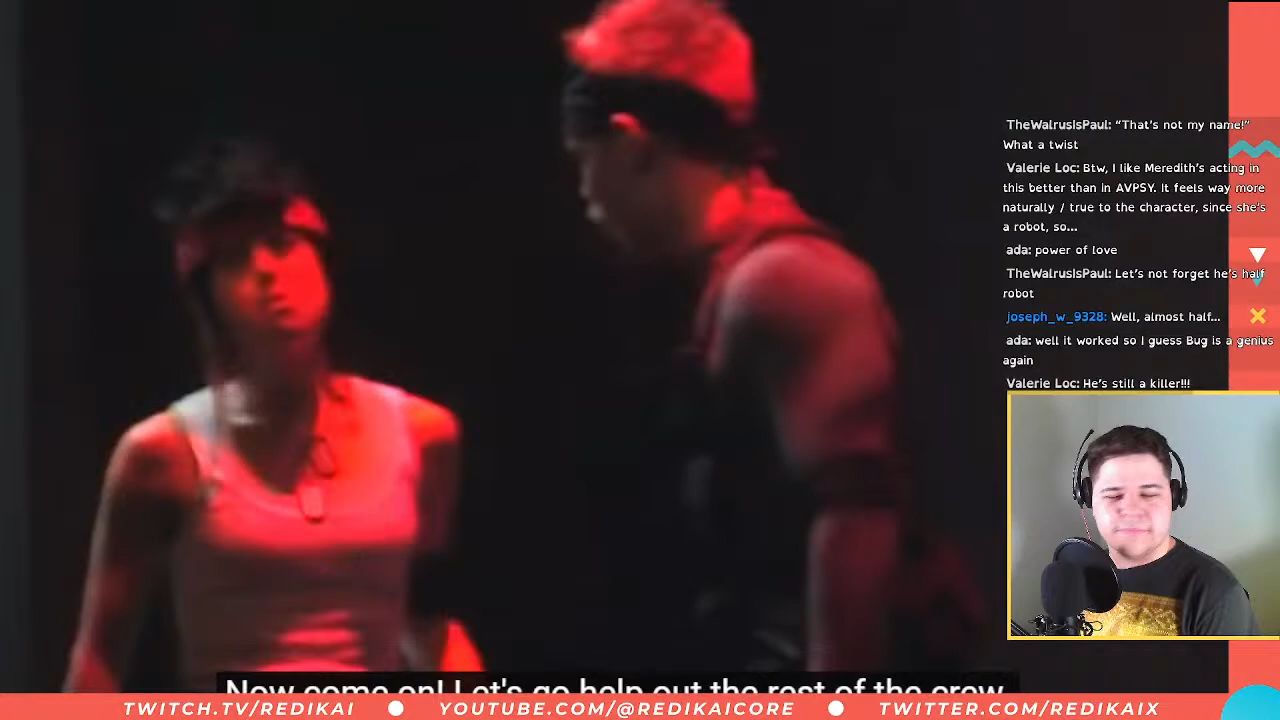 TheWalrusIsPaul: “That’s not my name!”
What a twist
Valerie Loc: Btw, I like Meredith’s acting in
this better than in AVPSY. It feels way more
naturally / true to the character, since she’s
a robot, so...
ada: power of love
TheWalrusIsPaul: Let’s not forget he’s half
robot
joseph_w_9328: Well, almost half...
ada: well it worked so I guess Bug is a genius
again
Valerie Loc: He’s still a killer!!!
Now come on! Let's go help out the rest of the crew.
TWITCH.TV/REDIKAI YOUTUBE.COM/@REDIKAICORE TWITTER.COM/REDIKAIX